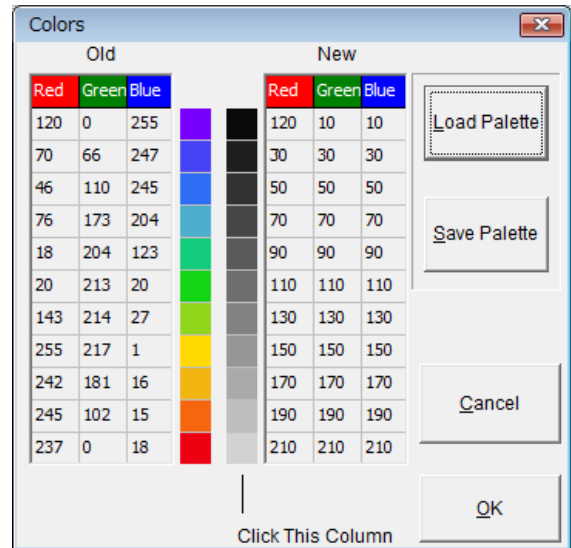 Colors
Old New
Red Green Blue Red Green Blue
120 0 255 120 10 10
70 66 247 30 30 30
46 110 245 50 50 50
76 173 204 70 70 70
18 204 123 90 90 90
20 213 20 110 110 110
143 214 27 130 130 130
255 217 1 150 150 150
242 181 16 170 170 170
245 102 15 190 190 190
237 0 18 210 210 210
Load Palette
Save Palette
Cancel
OK
Click This Column